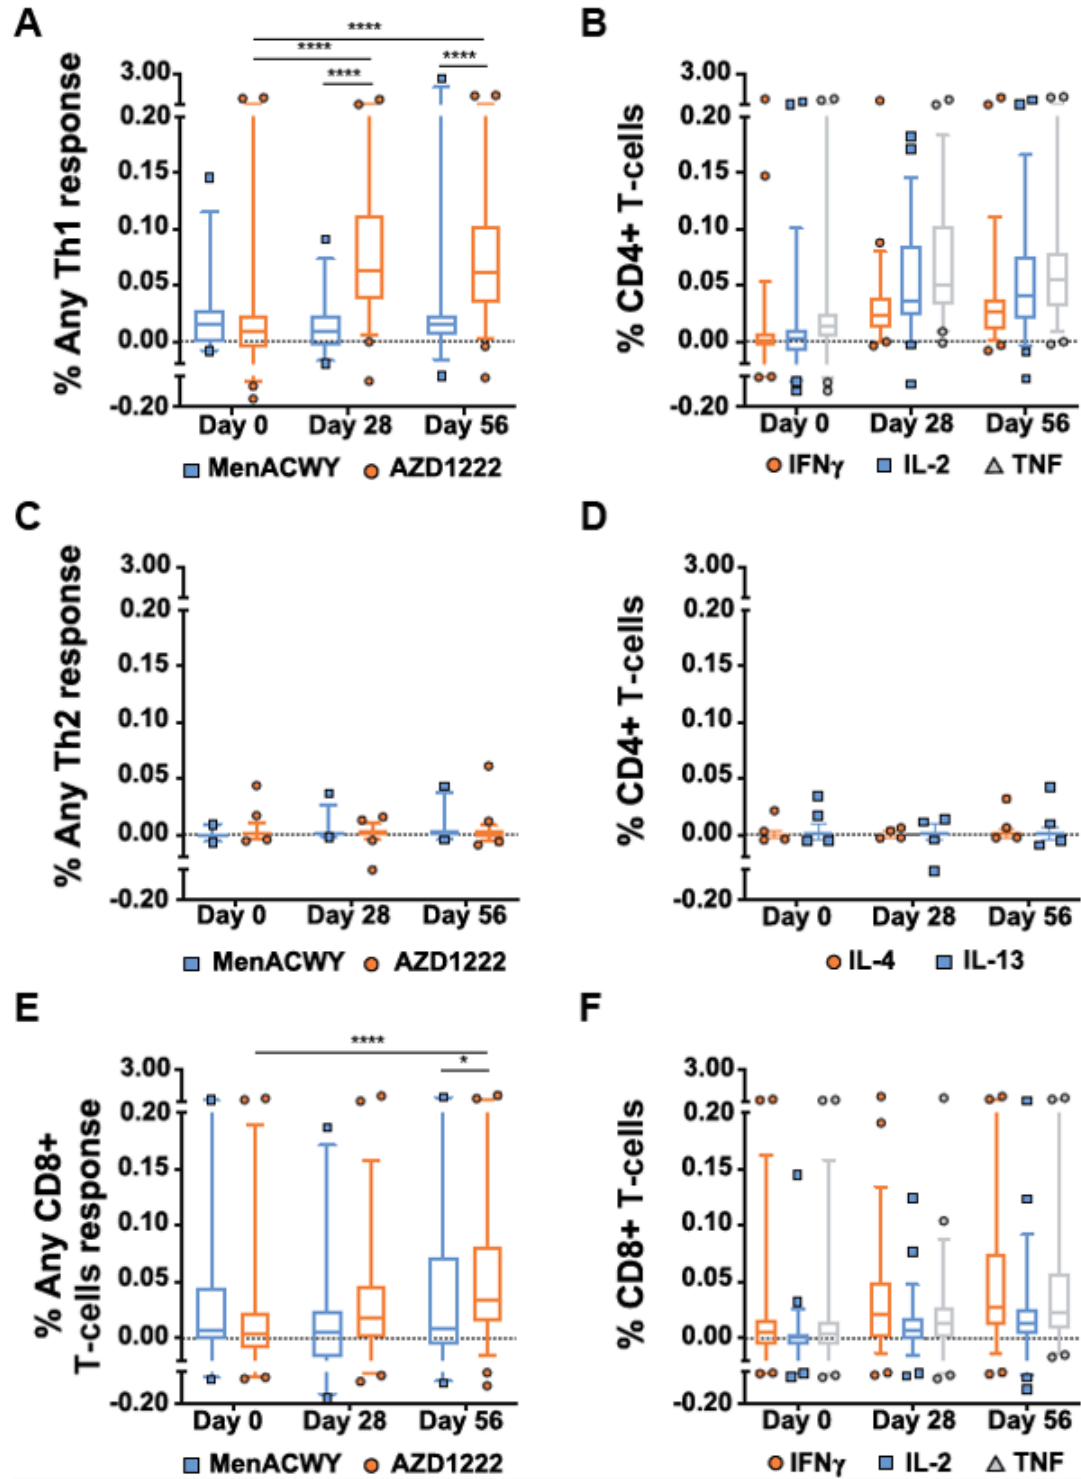 A
B
****
****
****
****
% Any Th1 response
3.00
0.20
0.15
0.10
0.05
0.00
-0.20
Day 0
Day 28
Day 56
MenACWY
AZD1222
% CD4+ T-cells
3.00
0.20
0.15
0.10
0.05
0.00
-0.20
Day 0
Day 28
Day 56
IFNγ
IL-2
TNF
C
D
% Any Th2 response
3.00
0.20
0.15
0.10
0.05
0.00
-0.20
Day 0
Day 28
Day 56
MenACWY
AZD1222
% CD4+ T-cells
3.00
0.20
0.15
0.10
0.05
0.00
-0.20
Day 0
Day 28
Day 56
IL-4
IL-13
E
F
****
*
% Any CD8+
T-cells response
3.00
0.20
0.15
0.10
0.05
0.00
-0.20
Day 0
Day 28
Day 56
MenACWY
AZD1222
% CD8+ T-cells
3.00
0.20
0.15
0.10
0.05
0.00
-0.20
Day 0
Day 28
Day 56
IFNγ
IL-2
TNF